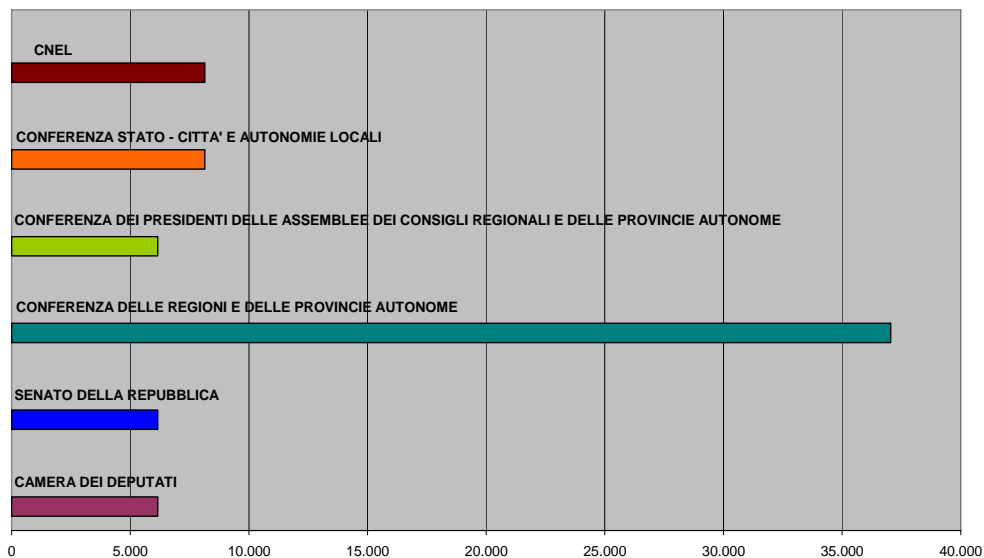 CNEL
CONFERENZA STATO - CITTA' E AUTONOMIE LOCALI
CONFERENZA DEI PRESIDENTI DELLE ASSEMBLEE DEI CONSIGLI REGIONALI E DELLE PROVINCIE AUTONOME
CONFERENZA DELLE REGIONI E DELLE PROVINCIE AUTONOME
SENATO DELLA REPUBBLICA
CAMERA DEI DEPUTATI
0 5.000 10.000 15.000 20.000 25.000 30.000 35.000 40.000